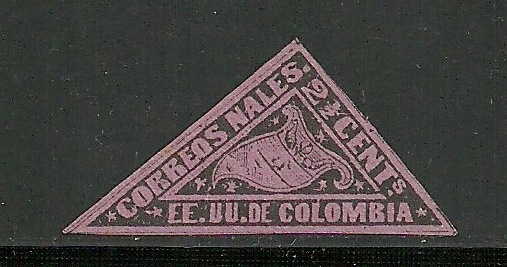 CORREOS NALES.
2½ CENTS
EE. UU. DE COLOMBIA